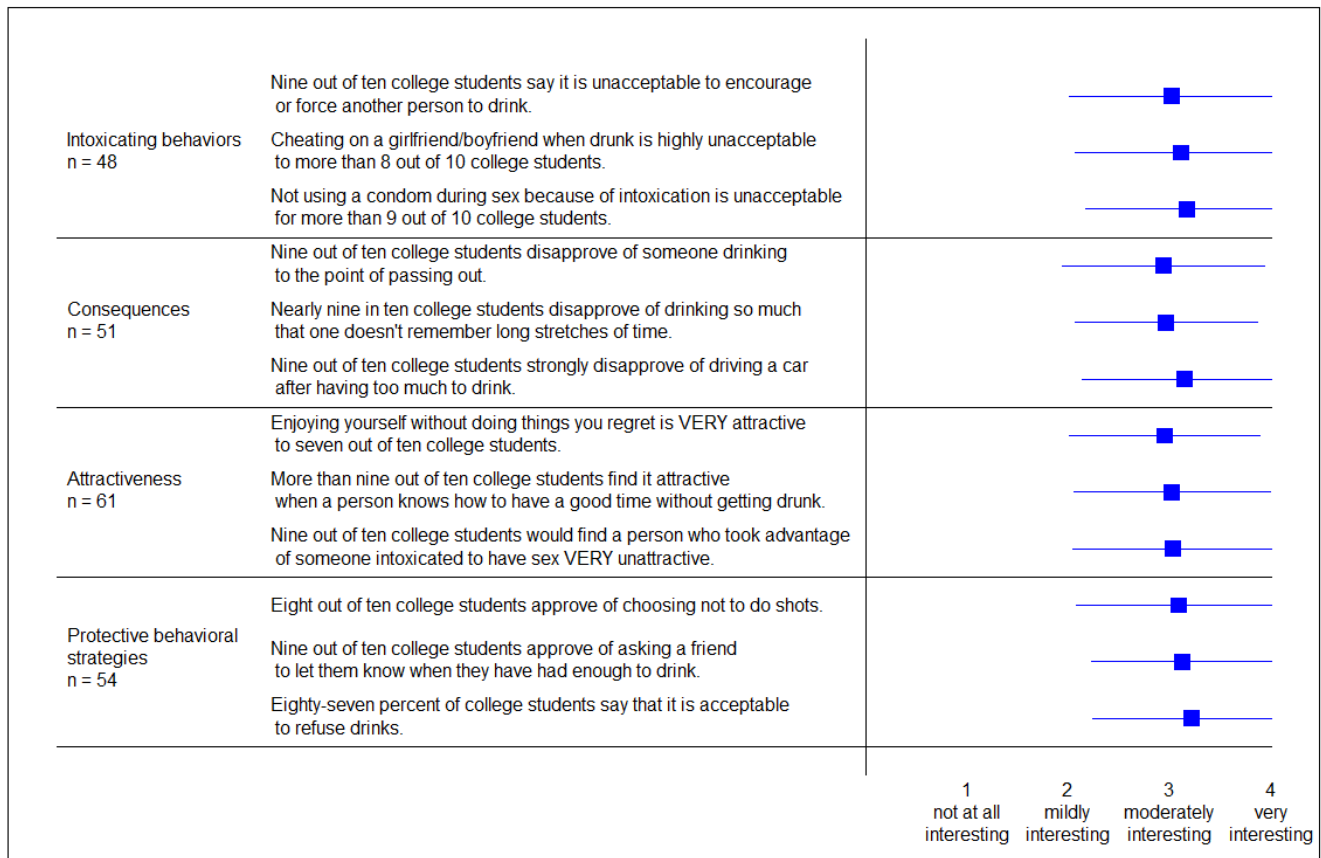 Nine out of ten college students say it is unacceptable to encourage
or force another person to drink.
Intoxicating behaviors
n = 48
Cheating on a girlfriend/boyfriend when drunk is highly unacceptable
to more than 8 out of 10 college students.
Not using a condom during sex because of intoxication is unacceptable
for more than 9 out of 10 college students.
Nine out of ten college students disapprove of someone drinking
to the point of passing out.
Consequences
n = 51
Nearly nine in ten college students disapprove of drinking so much
that one doesn't remember long stretches of time.
Nine out of ten college students strongly disapprove of driving a car
after having too much to drink.
Enjoying yourself without doing things you regret is VERY attractive
to seven out of ten college students.
Attractiveness
n = 61
More than nine out of ten college students find it attractive
when a person knows how to have a good time without getting drunk.
Nine out of ten college students would find a person who took advantage
of someone intoxicated to have sex VERY unattractive.
Eight out of ten college students approve of choosing not to do shots.
Protective behavioral
strategies
n = 54
Nine out of ten college students approve of asking a friend
to let them know when they have had enough to drink.
Eighty-seven percent of college students say that it is acceptable
to refuse drinks.
1
not at all
interesting
2
mildly
interesting
3
moderately
interesting
4
very
interesting